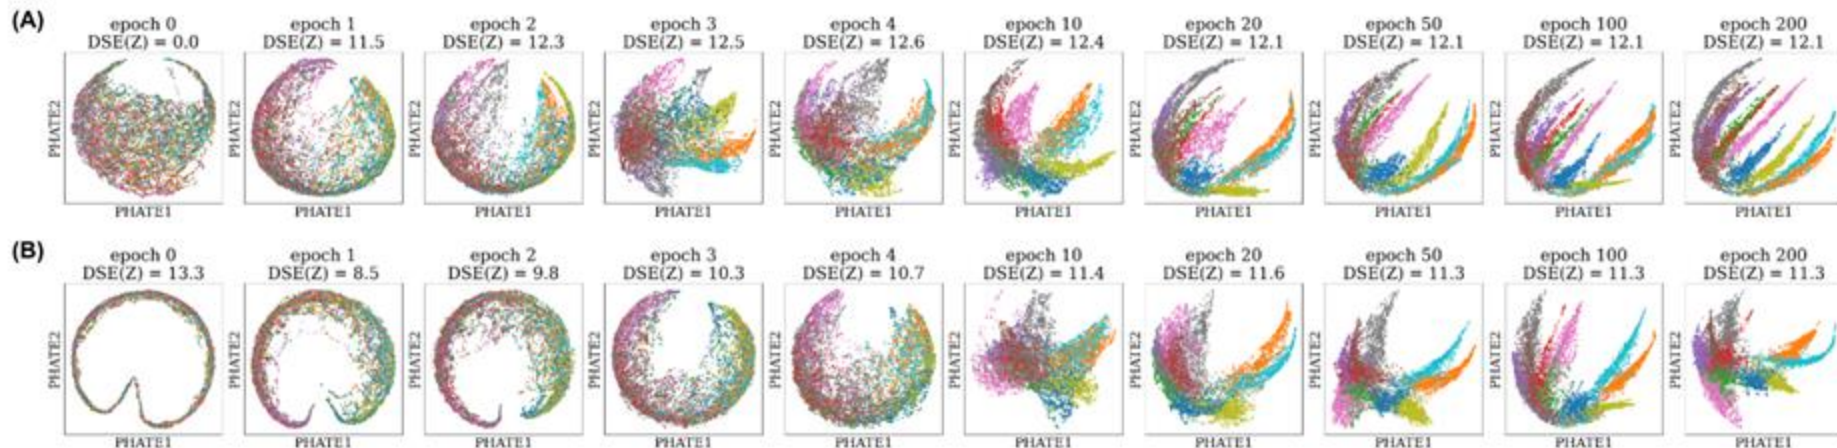 (A)
epoch 0 epoch 1 epoch 2 epoch 3 epoch 4 epoch 10 epoch 20 epoch 50 epoch 100 epoch 200
DSE(Z) = 0.0 DSE(Z) = 11.5 DSE(Z) = 12.3 DSE(Z) = 12.5 DSE(Z) = 12.6 DSE(Z) = 12.4 DSE(Z) = 12.1 DSE(Z) = 12.1 DSE(Z) = 12.1 DSE(Z) = 12.1
PHATE2 PHATE2 PHATE2 PHATE2 PHATE2 PHATE2 PHATE2 PHATE2 PHATE2 PHATE2
PHATE1 PHATE1 PHATE1 PHATE1 PHATE1 PHATE1 PHATE1 PHATE1 PHATE1 PHATE1
(B)
epoch 0 epoch 1 epoch 2 epoch 3 epoch 4 epoch 10 epoch 20 epoch 50 epoch 100 epoch 200
DSE(Z) = 13.3 DSE(Z) = 8.5 DSE(Z) = 9.8 DSE(Z) = 10.3 DSE(Z) = 10.7 DSE(Z) = 11.4 DSE(Z) = 11.6 DSE(Z) = 11.3 DSE(Z) = 11.3 DSE(Z) = 11.3
PHATE2 PHATE2 PHATE2 PHATE2 PHATE2 PHATE2 PHATE2 PHATE2 PHATE2 PHATE2
PHATE1 PHATE1 PHATE1 PHATE1 PHATE1 PHATE1 PHATE1 PHATE1 PHATE1 PHATE1